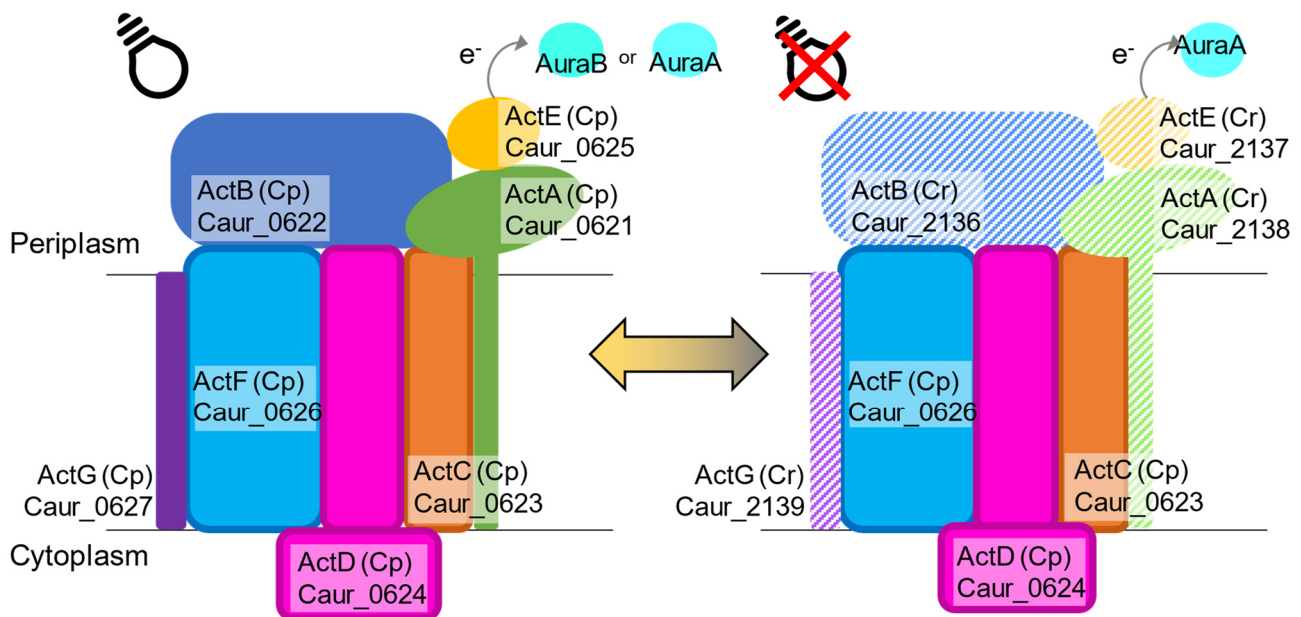 e-
AuraB or AuraA
ActE (Cp)
Caur_0625
ActB (Cp)
Caur_0622
ActA (Cp)
Caur_0621
Periplasm
ActF (Cp)
Caur_0626
ActG (Cp)
Caur_0627
ActC (Cp)
Caur_0623
Cytoplasm
ActD (Cp)
Caur_0624
e-
AuraA
ActE (Cr)
Caur_2137
ActB (Cr)
Caur_2136
ActA (Cr)
Caur_2138
ActF (Cp)
Caur_0626
ActG (Cr)
Caur_2139
ActC (Cp)
Caur_0623
ActD (Cp)
Caur_0624